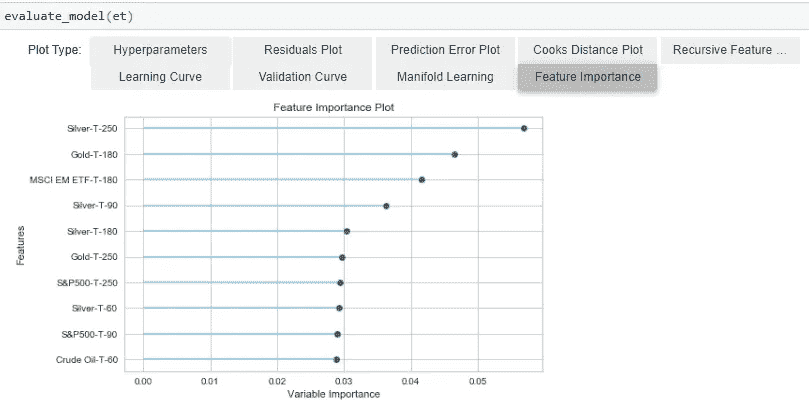 evaluate_model(et)
Plot Type: Hyperparameters Residuals Plot Prediction Error Plot Cooks Distance Plot Recursive Feature ...
Learning Curve Validation Curve Manifold Learning Feature Importance
Feature Importance Plot
Silver-T-250
Gold-T-180
MSCI EM ETF-T-180
Silver-T-90
Silver-T-180
Gold-T-250
S&P500-T-250
Silver-T-60
S&P500-T-90
Crude Oil-T-60
Features
0.00 0.01 0.02 0.03 0.04 0.05
Variable Importance